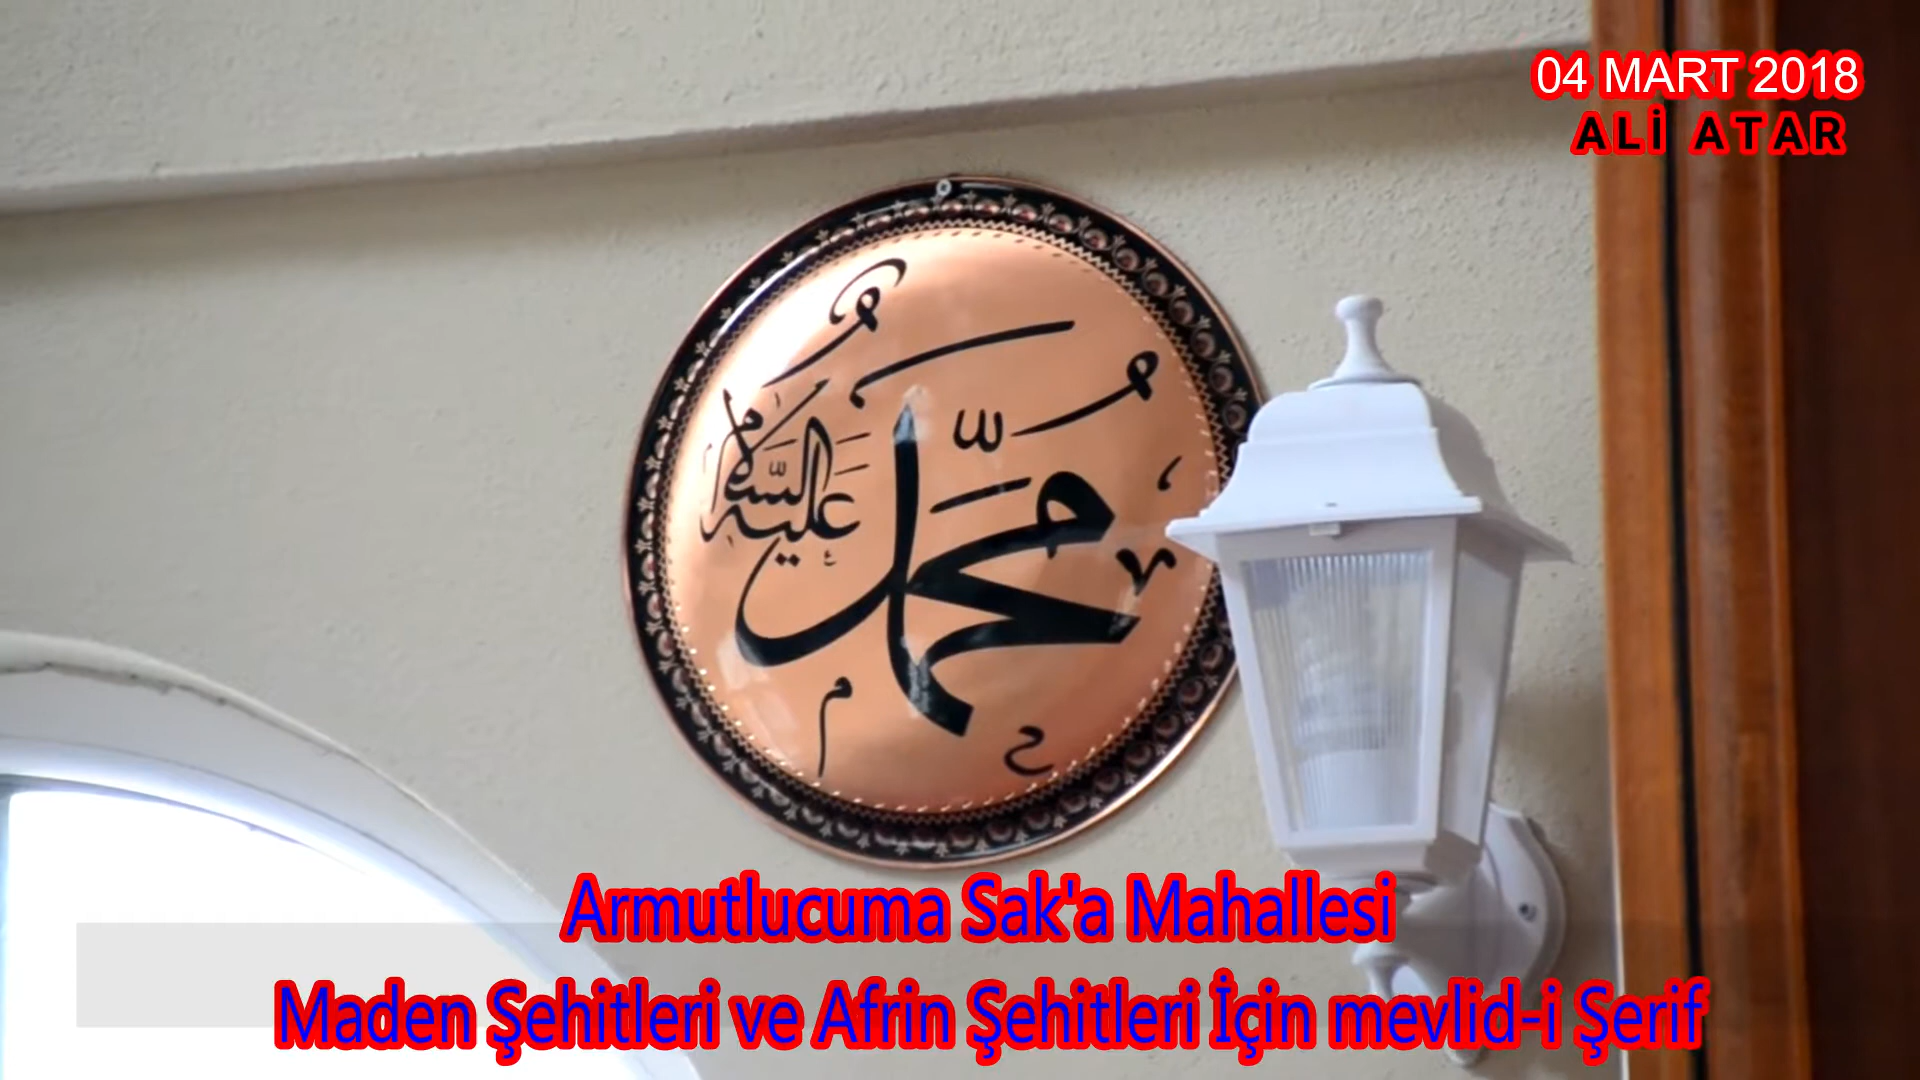 04 MART 2018
ALİ ATAR
محمد
عليه السلام
Armutlucuma Sak'a Mahallesi
Maden Şehitleri ve Afrin Şehitleri İçin mevlid-i Şerif